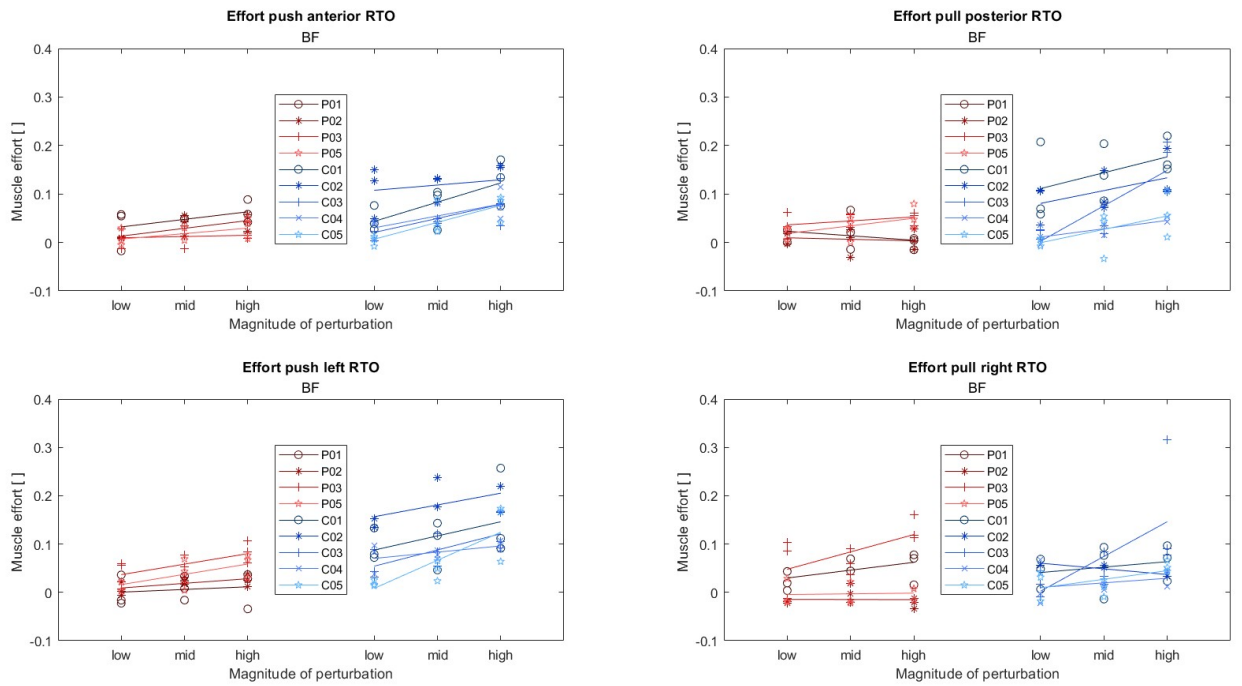 Effort push anterior RTO
BF
Muscle effort [ ]
0.4
0.3
0.2
0.1
0
-0.1
P01
P02
P03
P05
C01
C02
C03
C04
C05
low mid high low mid high
Magnitude of perturbation
Effort pull posterior RTO
BF
Muscle effort [ ]
0.4
0.3
0.2
0.1
0
-0.1
P01
P02
P03
P05
C01
C02
C03
C04
C05
low mid high low mid high
Magnitude of perturbation
Effort push left RTO
BF
Muscle effort [ ]
0.4
0.3
0.2
0.1
0
-0.1
P01
P02
P03
P05
C01
C02
C03
C04
C05
low mid high low mid high
Magnitude of perturbation
Effort pull right RTO
BF
Muscle effort [ ]
0.4
0.3
0.2
0.1
0
-0.1
P01
P02
P03
P05
C01
C02
C03
C04
C05
low mid high low mid high
Magnitude of perturbation